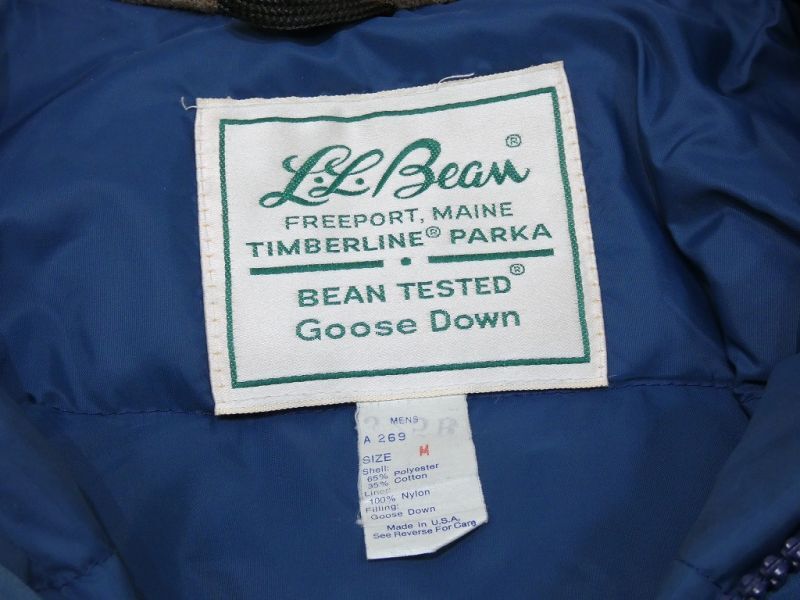 L.L.Bean®
FREEPORT, MAINE
TIMBERLINE® PARKA
BEAN TESTED®
Goose Down
MENS
A 269
SIZE M
Shell:
65% Polyester
35% Cotton
Liner:
100% Nylon
Filling:
Goose Down
Made in U.S.A.
See Reverse For Care